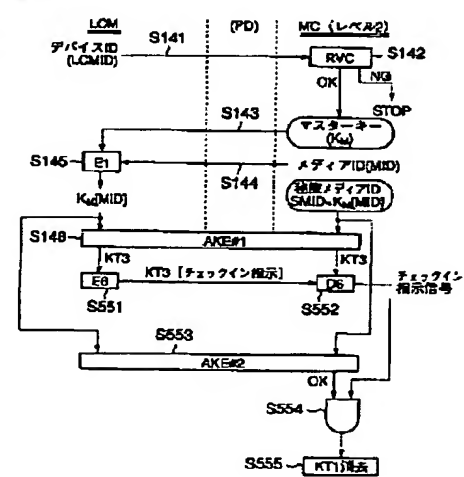 LCM
(PD)
MC (レベル2)
デバイスID
(LCMID)
S141
RVC
S142
OK
NG
STOP
S143
マスターキー
(KM)
S145
E1
S144
メディアID(MID)
KM[MID]
秘匿メディアID
SMID=KM[MID]
S146
AKE#1
KT3
KT3
E6
KT3 [チェックイン指示]
D6
チェックイン
指示信号
S551
S552
S553
AKE#2
OK
S554
S555
KT1消去